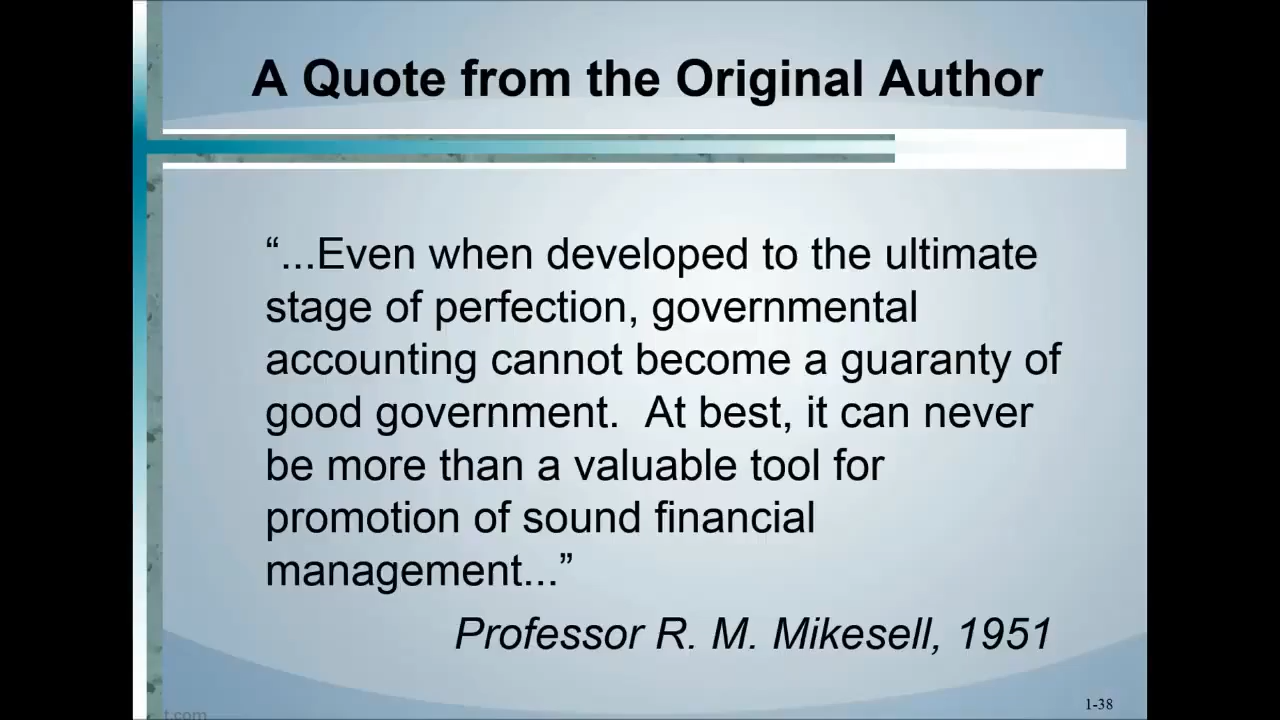 A Quote from the Original Author
“...Even when developed to the ultimate
stage of perfection, governmental
accounting cannot become a guaranty of
good government.  At best, it can never
be more than a valuable tool for
promotion of sound financial
management...”
Professor R. M. Mikesell, 1951
1-38
t.com